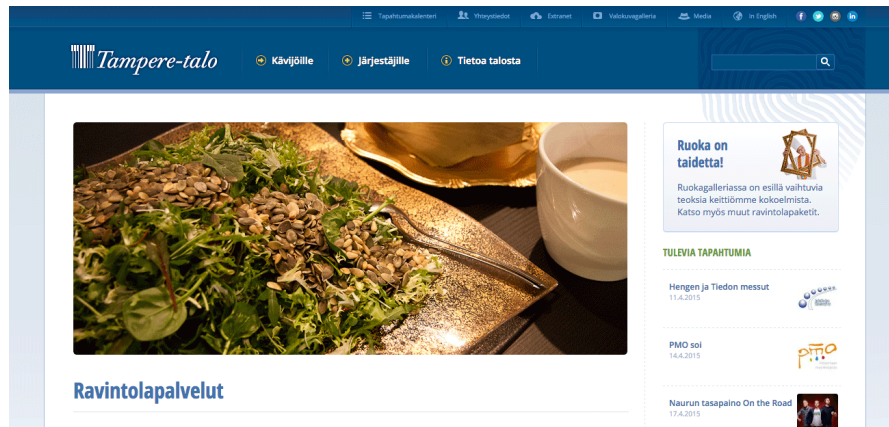 Tapahtumakalenteri Yhteystiedot Extranet Valokuvagalleria Media In English
Tampere-talo Kävijöille Järjestäjille Tietoa talosta
Ruoka on
taidetta!
Ruokagalleriassa on esillä vaihtuvia
teoksia keittiömme kokoelmista.
Katso myös muut ravintolapaketit.
TULEVIA TAPAHTUMIA
Hengen ja Tiedon messut
11.4.2015
PMO soi
14.4.2015
pmo
Naurun tasapaino On the Road
17.4.2015
Ravintolapalvelut